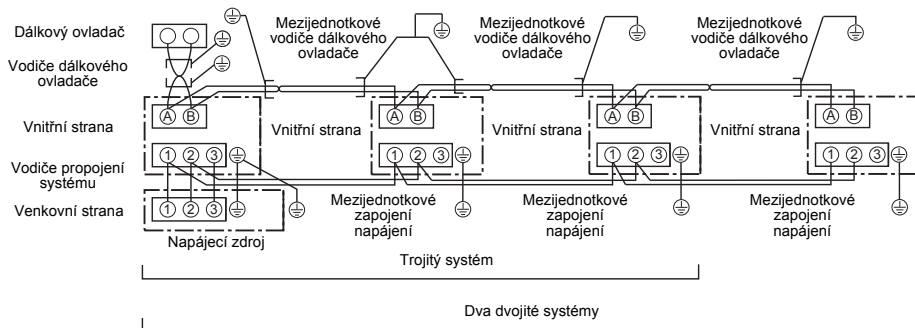 Dálkový ovladač
Vodiče dálkového
ovladače
Mezijednotkové
vodiče dálkového
ovladače
Mezijednotkové
vodiče dálkového
ovladače
Mezijednotkové
vodiče dálkového
ovladače
Vnitřní strana
A B
Vnitřní strana
A B
Vnitřní strana
A B
Vnitřní strana
A B
Vodiče propojení
systému
1 2 3
1 2 3
1 2 3
1 2 3
Venkovní strana
1 2 3
Napájecí zdroj
Mezijednotkové
zapojení
napájení
Mezijednotkové
zapojení
napájení
Mezijednotkové
zapojení
napájení
Trojitý systém
Dva dvojité systémy